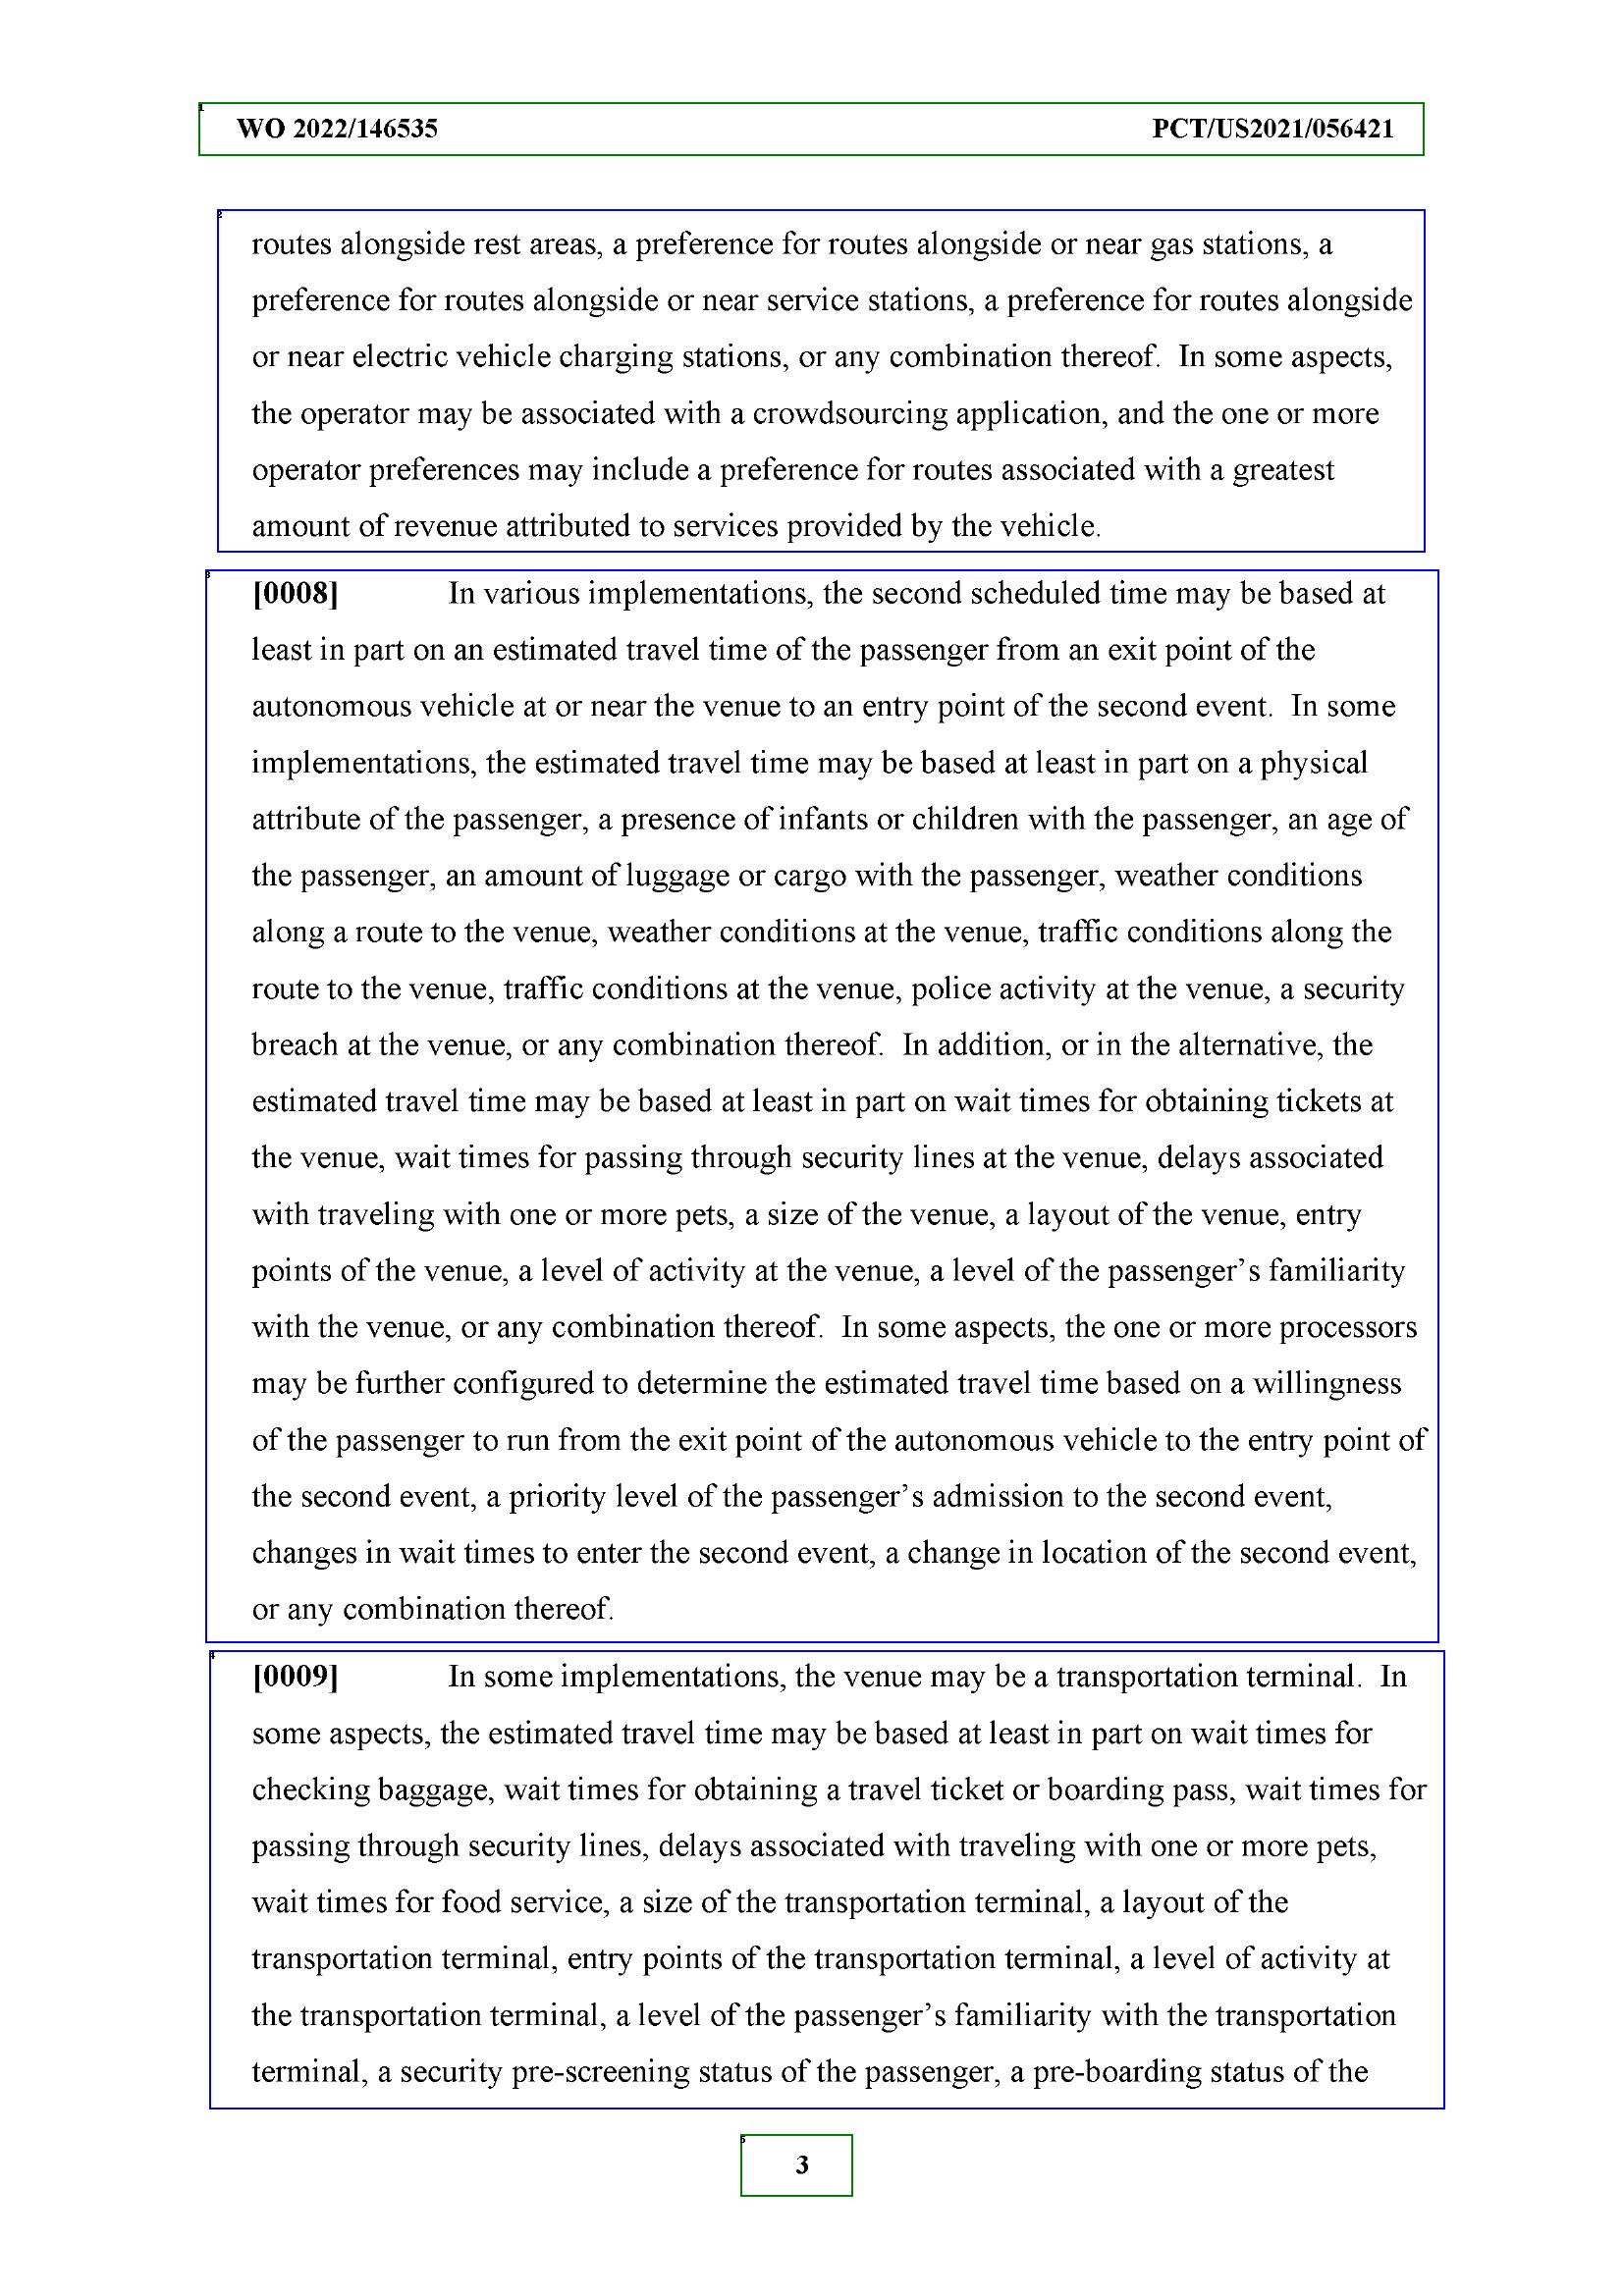 WO 2022/146535 PCT/US2021/056421
routes alongside rest areas, a preference for routes alongside or near gas stations, a
preference for routes alongside or near service stations, a preference for routes alongside
or near electric vehicle charging stations, or any combination thereof.  In some aspects,
the operator may be associated with a crowdsourcing application, and the one or more
operator preferences may include a preference for routes associated with a greatest
amount of revenue attributed to services provided by the vehicle.
[0008] In various implementations, the second scheduled time may be based at
least in part on an estimated travel time of the passenger from an exit point of the
autonomous vehicle at or near the venue to an entry point of the second event.  In some
implementations, the estimated travel time may be based at least in part on a physical
attribute of the passenger, a presence of infants or children with the passenger, an age of
the passenger, an amount of luggage or cargo with the passenger, weather conditions
along a route to the venue, weather conditions at the venue, traffic conditions along the
route to the venue, traffic conditions at the venue, police activity at the venue, a security
breach at the venue, or any combination thereof.  In addition, or in the alternative, the
estimated travel time may be based at least in part on wait times for obtaining tickets at
the venue, wait times for passing through security lines at the venue, delays associated
with traveling with one or more pets, a size of the venue, a layout of the venue, entry
points of the venue, a level of activity at the venue, a level of the passenger’s familiarity
with the venue, or any combination thereof.  In some aspects, the one or more processors
may be further configured to determine the estimated travel time based on a willingness
of the passenger to run from the exit point of the autonomous vehicle to the entry point of
the second event, a priority level of the passenger’s admission to the second event,
changes in wait times to enter the second event, a change in location of the second event,
or any combination thereof.
[0009] In some implementations, the venue may be a transportation terminal.  In
some aspects, the estimated travel time may be based at least in part on wait times for
checking baggage, wait times for obtaining a travel ticket or boarding pass, wait times for
passing through security lines, delays associated with traveling with one or more pets,
wait times for food service, a size of the transportation terminal, a layout of the
transportation terminal, entry points of the transportation terminal, a level of activity at
the transportation terminal, a level of the passenger’s familiarity with the transportation
terminal, a security pre-screening status of the passenger, a pre-boarding status of the
3